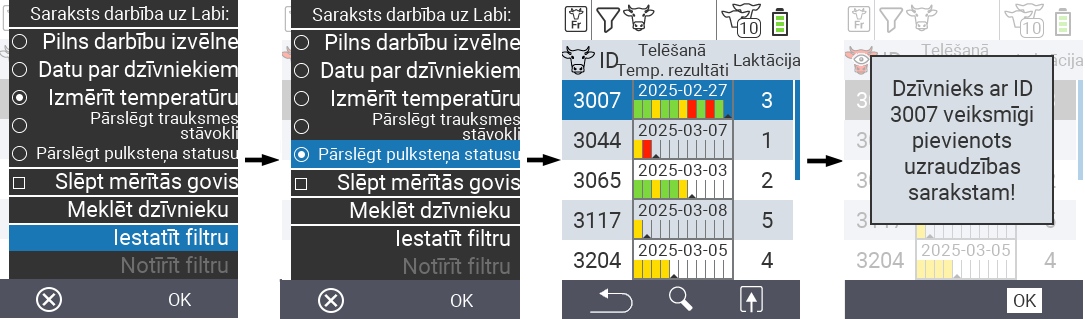 Saraksts darbība uz Labi:
Pilns darbību izvēlne
Datu par dzīvniekiem
Izmērīt temperatūru
Pārslēgt trauksmes
stāvokli
Pārslēgt pulksteņa statusu
Slēpt mērītās govis
Meklēt dzīvnieku
Iestatīt filtru
Notīrīt filtru
OK
Saraksts darbība uz Labi:
Pilns darbību izvēlne
Datu par dzīvniekiem
Izmērīt temperatūru
Pārslēgt trauksmes
stāvokli
Pārslēgt pulksteņa statusu
Slēpt mērītās govis
Meklēt dzīvnieku
Iestatīt filtru
Notīrīt filtru
OK
Fr 10
ID Telēšanā
Temp. rezultāti Laktācija
3007 2025-02-27 3
3044 2025-03-07 1
3065 2025-03-03 2
3117 2025-03-08 5
3204 2025-03-05 4
Fr 10
ID Telēšanā Laktācija
Dzīvnieks ar ID
3007 veiksmīgi
pievienots
uzraudzības
sarakstam!
3117 5
3204 2025-03-05 4
OK